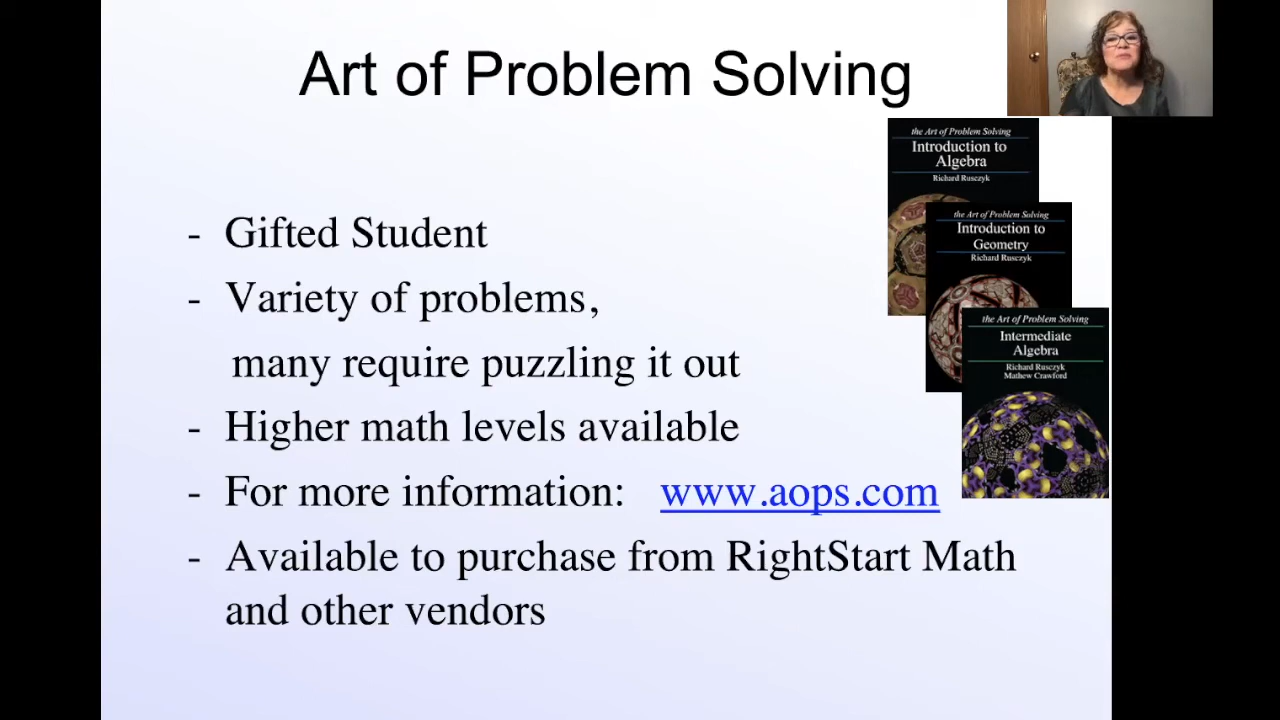 Art of Problem Solving
- Gifted Student
- Variety of problems,
many require puzzling it out
- Higher math levels available
- For more information: www.aops.com
- Available to purchase from RightStart Math
and other vendors
the Art of Problem Solving
Introduction to
Algebra
Richard Rusczyk
the Art of Problem Solving
Introduction to
Geometry
Richard Rusczyk
the Art of Problem Solving
Intermediate
Algebra
Richard Rusczyk
Mathew Crawford